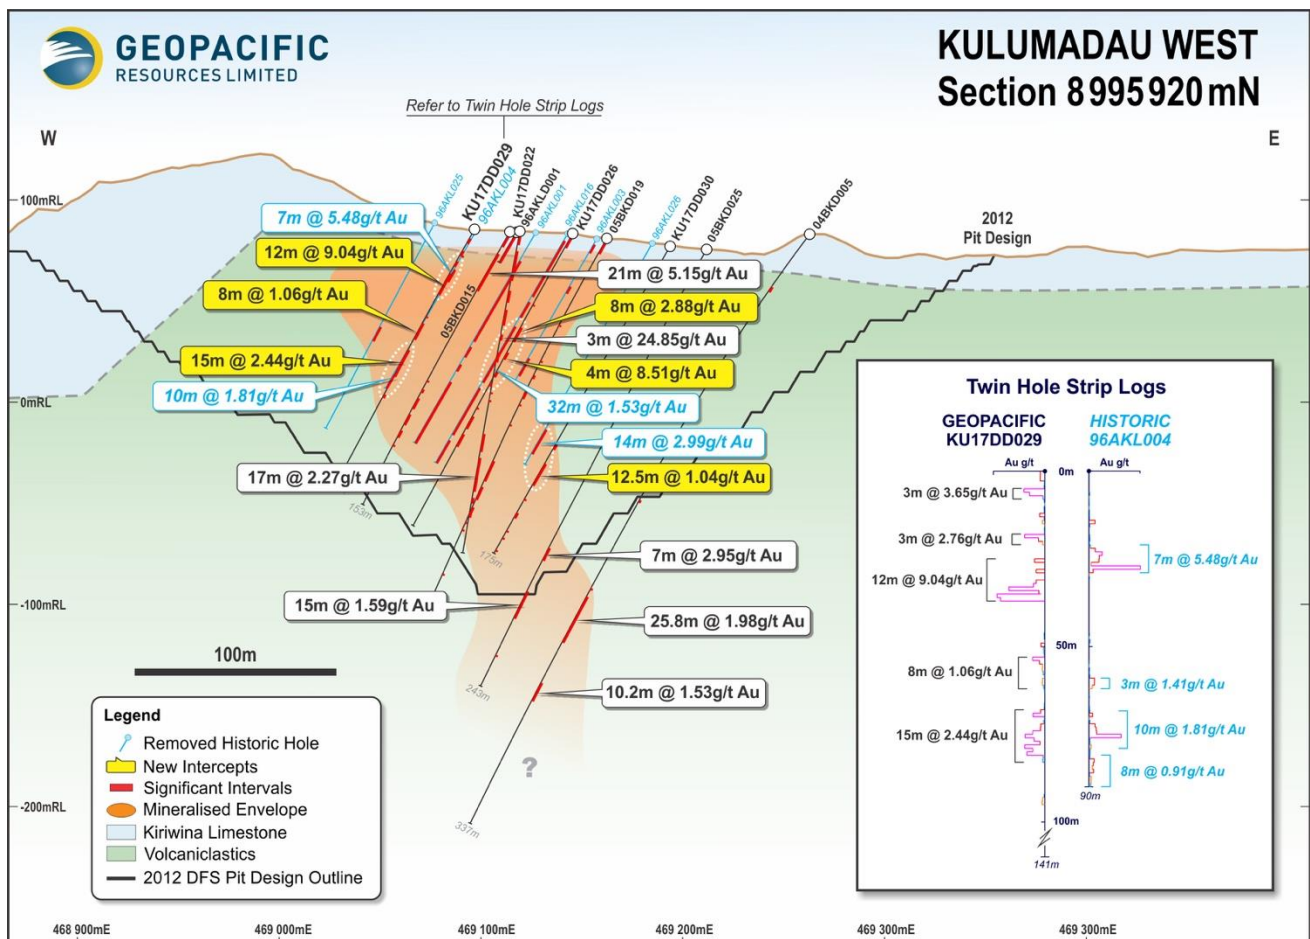 GEOPACIFIC
RESOURCES LIMITED
KULUMADAU WEST
Section 8 995 920 mN
Refer to Twin Hole Strip Logs
W
E
96AKL025
KU17DD029
96AKL004
KU17DD022
96AKLD001
96AKL001
96AKL016
KU17DD026
96AKL003
05BKD019
96AKL026
KU17DD030
05BKD025
04BKD005
2012
Pit Design
100mRL
0mRL
-100mRL
-200mRL
7m @ 5.48g/t Au
12m @ 9.04g/t Au
8m @ 1.06g/t Au
15m @ 2.44g/t Au
10m @ 1.81g/t Au
05BKD015
21m @ 5.15g/t Au
8m @ 2.88g/t Au
3m @ 24.85g/t Au
4m @ 8.51g/t Au
32m @ 1.53g/t Au
14m @ 2.99g/t Au
17m @ 2.27g/t Au
12.5m @ 1.04g/t Au
153m
175m
7m @ 2.95g/t Au
15m @ 1.59g/t Au
25.8m @ 1.98g/t Au
243m
10.2m @ 1.53g/t Au
?
337m
100m
Legend
Removed Historic Hole
New Intercepts
Significant Intervals
Mineralised Envelope
Kiriwina Limestone
Volcaniclastics
2012 DFS Pit Design Outline
Twin Hole Strip Logs
GEOPACIFIC
KU17DD029
HISTORIC
96AKL004
Au g/t
0m
Au g/t
3m @ 3.65g/t Au
3m @ 2.76g/t Au
12m @ 9.04g/t Au
7m @ 5.48g/t Au
50m
8m @ 1.06g/t Au
3m @ 1.41g/t Au
15m @ 2.44g/t Au
10m @ 1.81g/t Au
8m @ 0.91g/t Au
90m
100m
141m
468 900mE
469 000mE
469 100mE
469 200mE
469 300mE
469 300mE